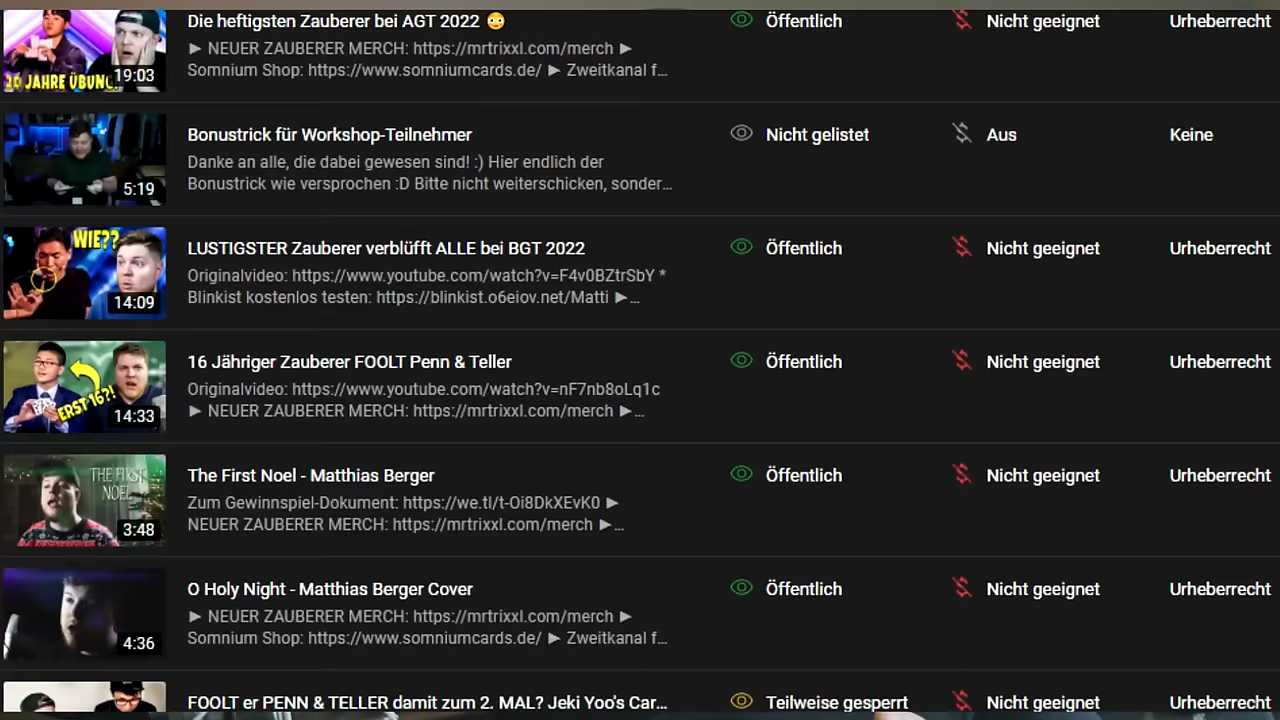 Die heftigsten Zauberer bei AGT 2022 😳 Öffentlich Nicht geeignet Urheberrecht
► NEUER ZAUBERER MERCH: https://mrtrixxl.com/merch ►
Somnium Shop: https://www.somniumcards.de/ ► Zweitkanal f...
10 JAHRE ÜBUNG!
19:03
Bonustrick für Workshop-Teilnehmer Nicht gelistet Aus Keine
Danke an alle, die dabei gewesen sind! :) Hier endlich der
Bonustrick wie versprochen :D Bitte nicht weiterschicken, sonder...
5:19
WIE??
LUSTIGSTER Zauberer verblüfft ALLE bei BGT 2022 Öffentlich Nicht geeignet Urheberrecht
Originalvideo: https://www.youtube.com/watch?v=F4v0BZtrSbY *
Blinkist kostenlos testen: https://blinkist.o6eiov.net/Matti ►...
14:09
16 Jähriger Zauberer FOOLT Penn & Teller Öffentlich Nicht geeignet Urheberrecht
Originalvideo: https://www.youtube.com/watch?v=nF7nb8oLq1c
► NEUER ZAUBERER MERCH: https://mrtrixxl.com/merch ►...
ERST 16?!
14:33
The First Noel - Matthias Berger Öffentlich Nicht geeignet Urheberrecht
THE FIRST
NOEL
Zum Gewinnspiel-Dokument: https://we.tl/t-Oi8DkXEvK0 ►
NEUER ZAUBERER MERCH: https://mrtrixxl.com/merch ►...
3:48
O Holy Night - Matthias Berger Cover Öffentlich Nicht geeignet Urheberrecht
► NEUER ZAUBERER MERCH: https://mrtrixxl.com/merch ►
Somnium Shop: https://www.somniumcards.de/ ► Zweitkanal f...
4:36
FOOLT er PENN & TELLER damit zum 2. MAL? Jeki Yoo's Car... Teilweise gesperrt Nicht geeignet Urheberrecht